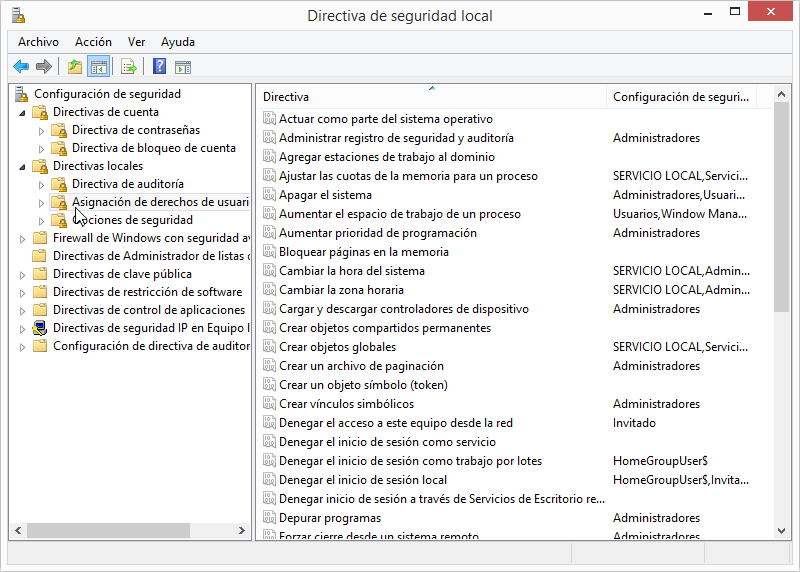 Directiva de seguridad local
Archivo Acción Ver Ayuda
Configuración de seguridad
Directivas de cuenta
Directiva de contraseñas
Directiva de bloqueo de cuenta
Directivas locales
Directiva de auditoría
Asignación de derechos de usuari
ciones de seguridad
Firewall de Windows con seguridad av
Directivas de Administrador de listas d
Directivas de clave pública
Directivas de restricción de software
Directivas de control de aplicaciones
Directivas de seguridad IP en Equipo l
Configuración de directiva de auditor
Directiva Configuración de seguri...
Actuar como parte del sistema operativo
Administrar registro de seguridad y auditoría Administradores
Agregar estaciones de trabajo al dominio
Ajustar las cuotas de la memoria para un proceso SERVICIO LOCAL,Servici...
Apagar el sistema Administradores,Usuari...
Aumentar el espacio de trabajo de un proceso Usuarios,Window Mana...
Aumentar prioridad de programación Administradores
Bloquear páginas en la memoria
Cambiar la hora del sistema SERVICIO LOCAL,Admin...
Cambiar la zona horaria SERVICIO LOCAL,Admin...
Cargar y descargar controladores de dispositivo Administradores
Crear objetos compartidos permanentes
Crear objetos globales SERVICIO LOCAL,Servici...
Crear un archivo de paginación Administradores
Crear un objeto símbolo (token)
Crear vínculos simbólicos Administradores
Denegar el acceso a este equipo desde la red Invitado
Denegar el inicio de sesión como servicio
Denegar el inicio de sesión como trabajo por lotes HomeGroupUser$
Denegar el inicio de sesión local HomeGroupUser$,Invita...
Denegar inicio de sesión a través de Servicios de Escritorio re...
Depurar programas Administradores
Forzar cierre desde un sistema remoto Administradores